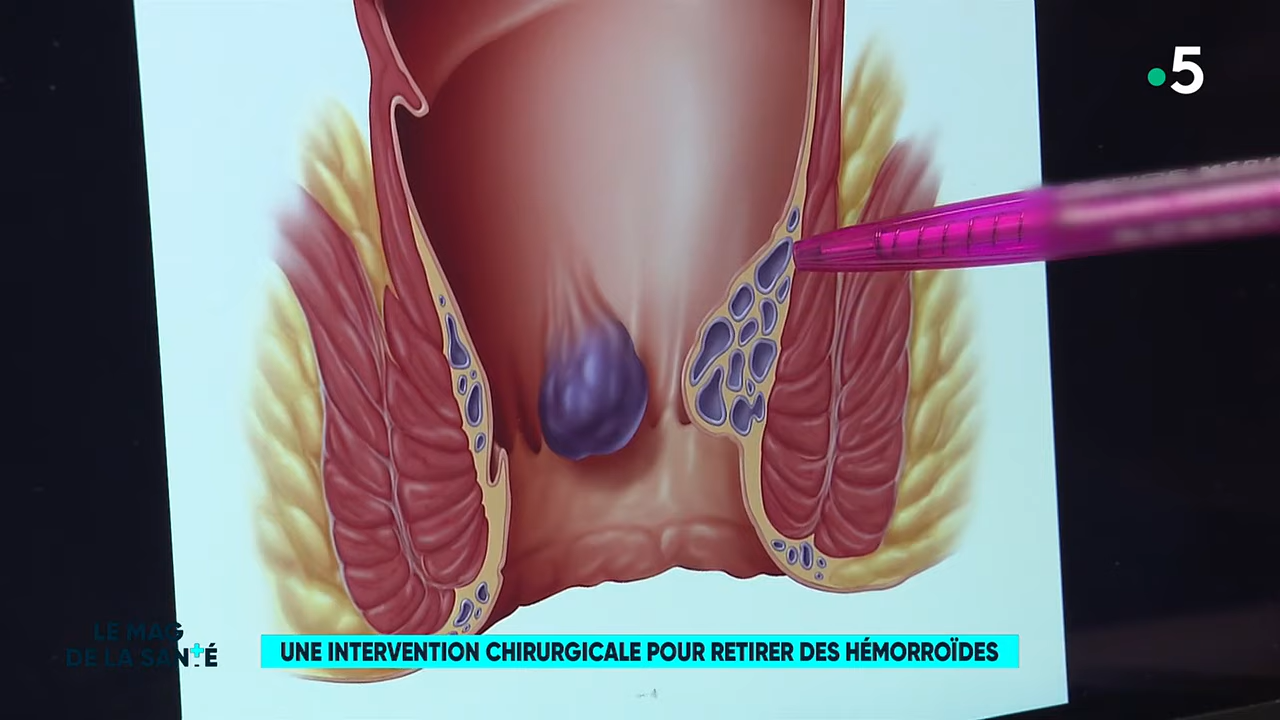 5
LE MAG
DE LA SANTÉ
UNE INTERVENTION CHIRURGICALE POUR RETIRER DES HÉMORROÏDES